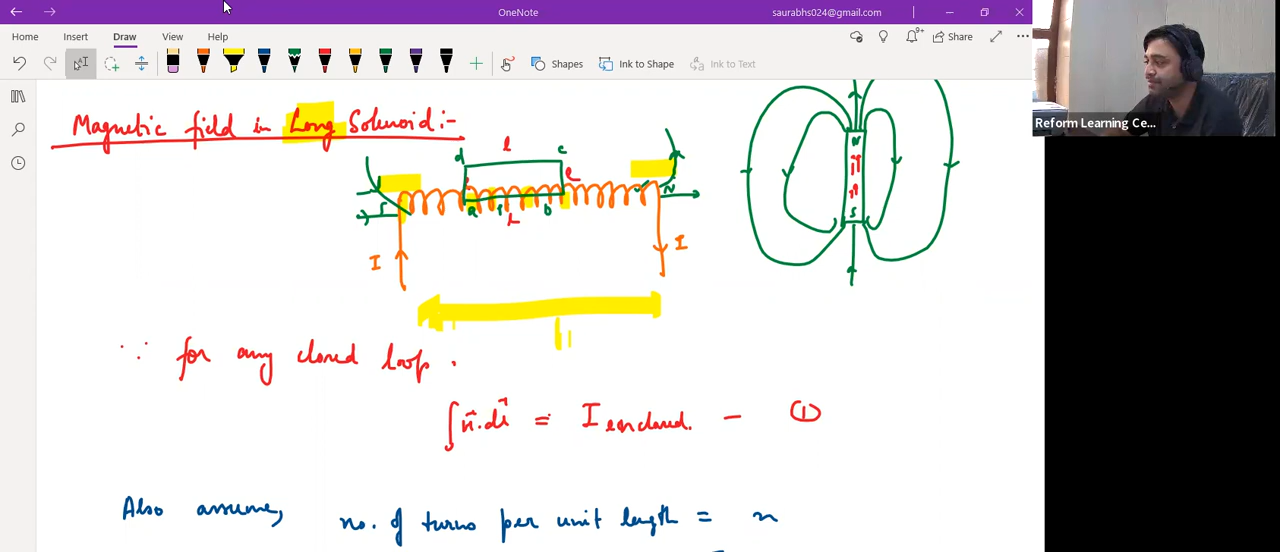 OneNote
saurabhs024@gmail.com
Home Insert Draw View Help
Share
Shapes Ink to Shape Ink to Text
Reform Learning Ce...
Magnetic field in Long Solenoid :-
l
d c
l
S N
a b
L
I I
N
S
∵ for any closed loop.
∫ H⃗.dl⃗ = I enclosed. - ①
Also assume, no. of turns per unit length = n